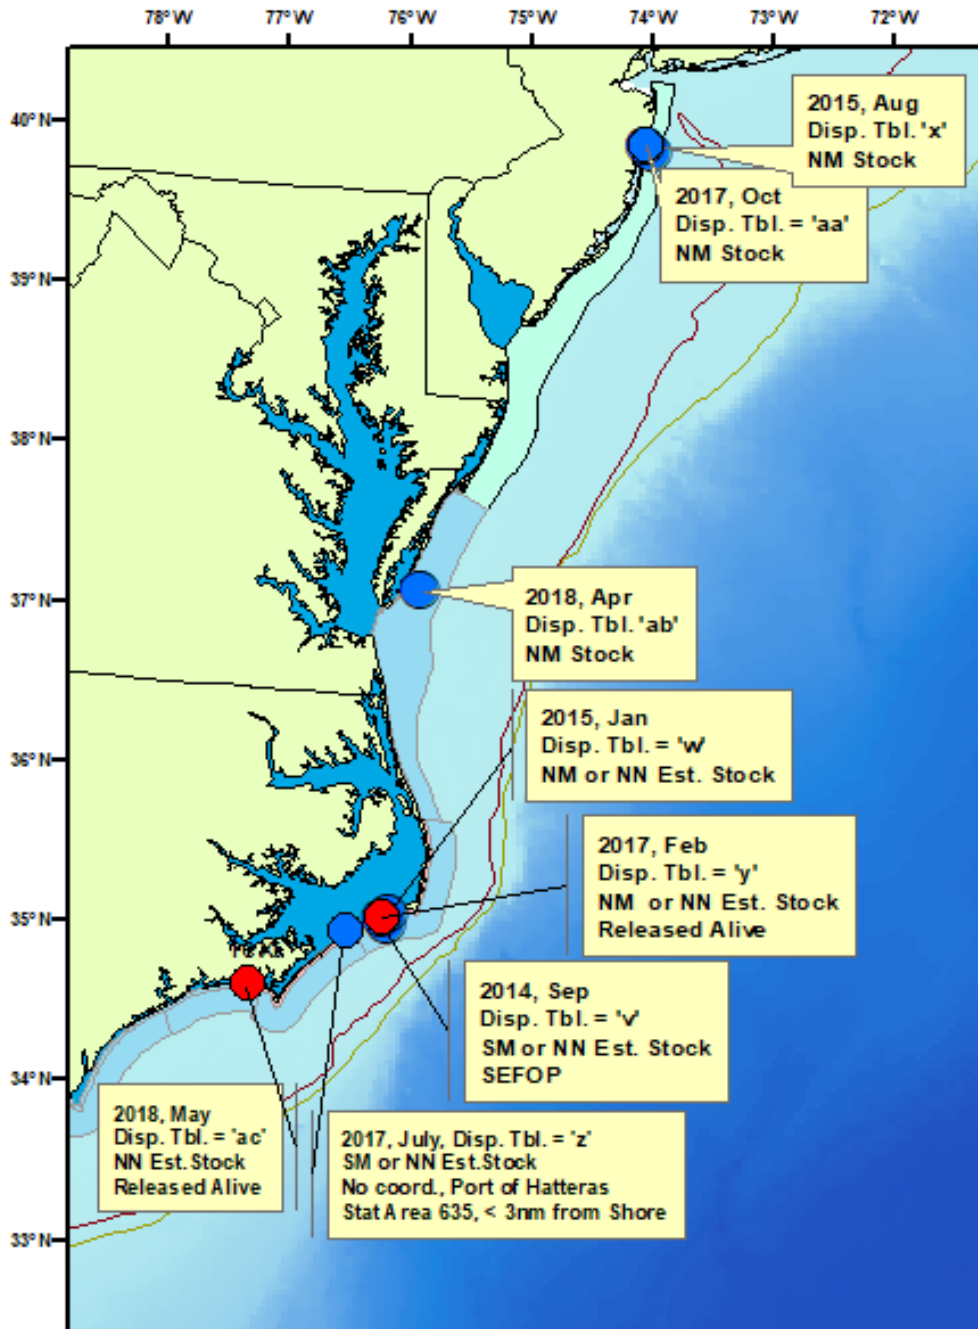 78°W 77°W 76°W 75°W 74°W 73°W 72°W
40°N
39°N
38°N
37°N
36°N
35°N
34°N
33°N
2015, Aug
Disp. Tbl. 'x'
NM Stock
2017, Oct
Disp. Tbl. = 'aa'
NM Stock
2018, Apr
Disp. Tbl. 'ab'
NM Stock
2015, Jan
Disp. Tbl. = 'w'
NM or NN Est. Stock
2017, Feb
Disp. Tbl. = 'y'
NM or NN Est. Stock
Released Alive
2014, Sep
Disp. Tbl. = 'v'
SM or NN Est. Stock
SEFOP
2018, May
Disp. Tbl. = 'ac'
NN Est.Stock
Released Alive
2017, July, Disp. Tbl. = 'z'
SM or NN Est.Stock
No coord., Port of Hatteras
Stat Area 635, < 3nm from Shore